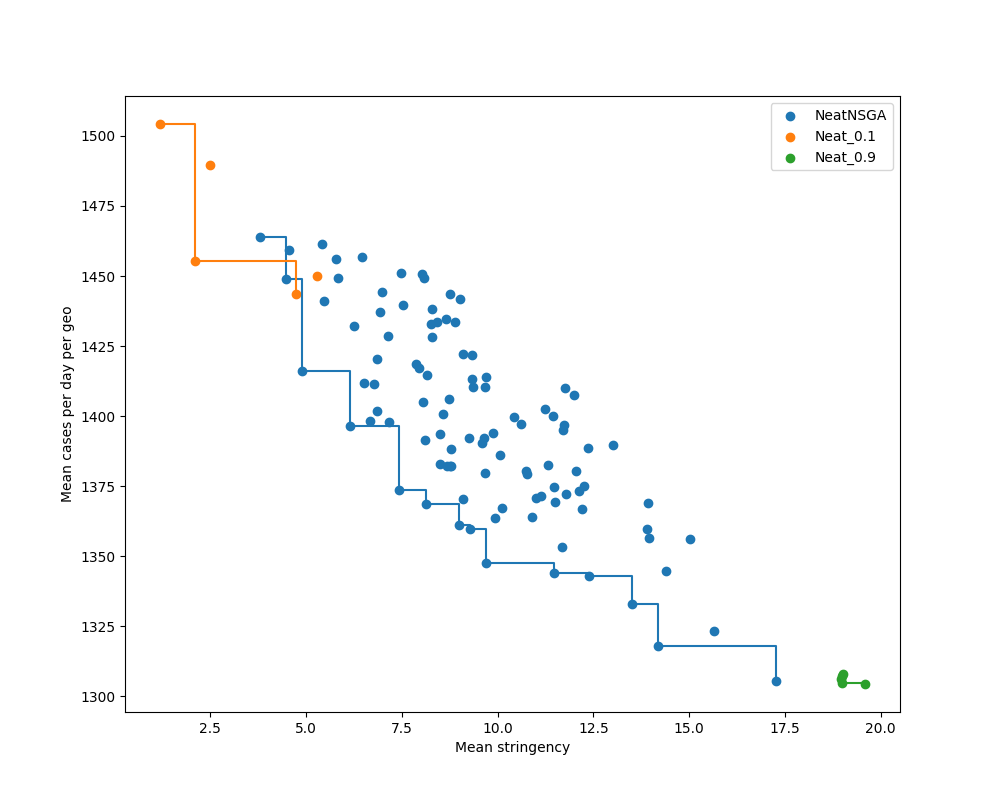 NeatNSGA
Neat_0.1
Neat_0.9
1500
1475
1450
1425
1400
1375
1350
1325
1300
Mean cases per day per geo
2.5 5.0 7.5 10.0 12.5 15.0 17.5 20.0
Mean stringency